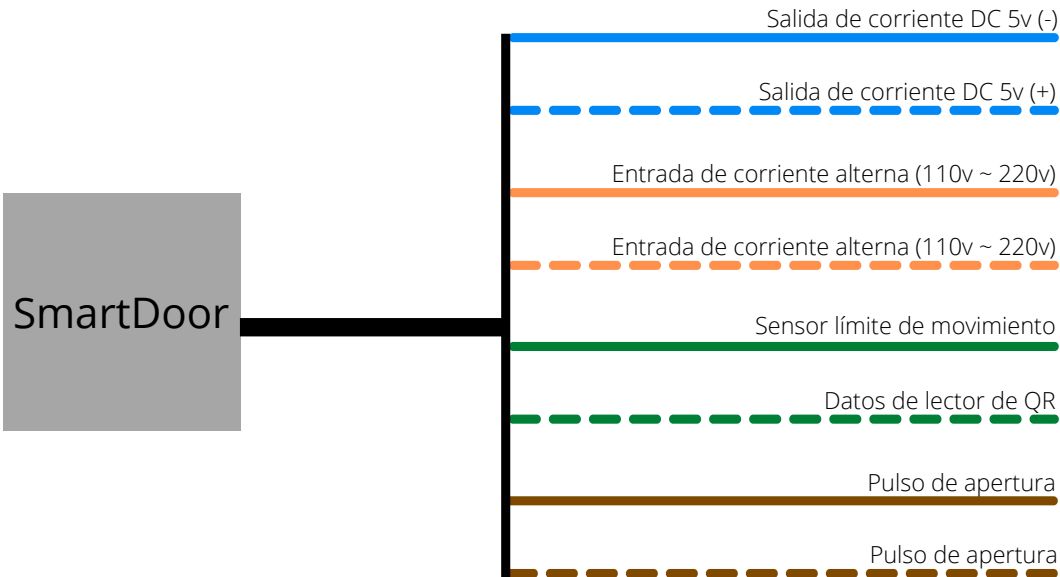 Salida de corriente DC 5v (-)
Salida de corriente DC 5v (+)
Entrada de corriente alterna (110v ~ 220v)
Entrada de corriente alterna (110v ~ 220v)
SmartDoor
Sensor límite de movimiento
Datos de lector de QR
Pulso de apertura
Pulso de apertura